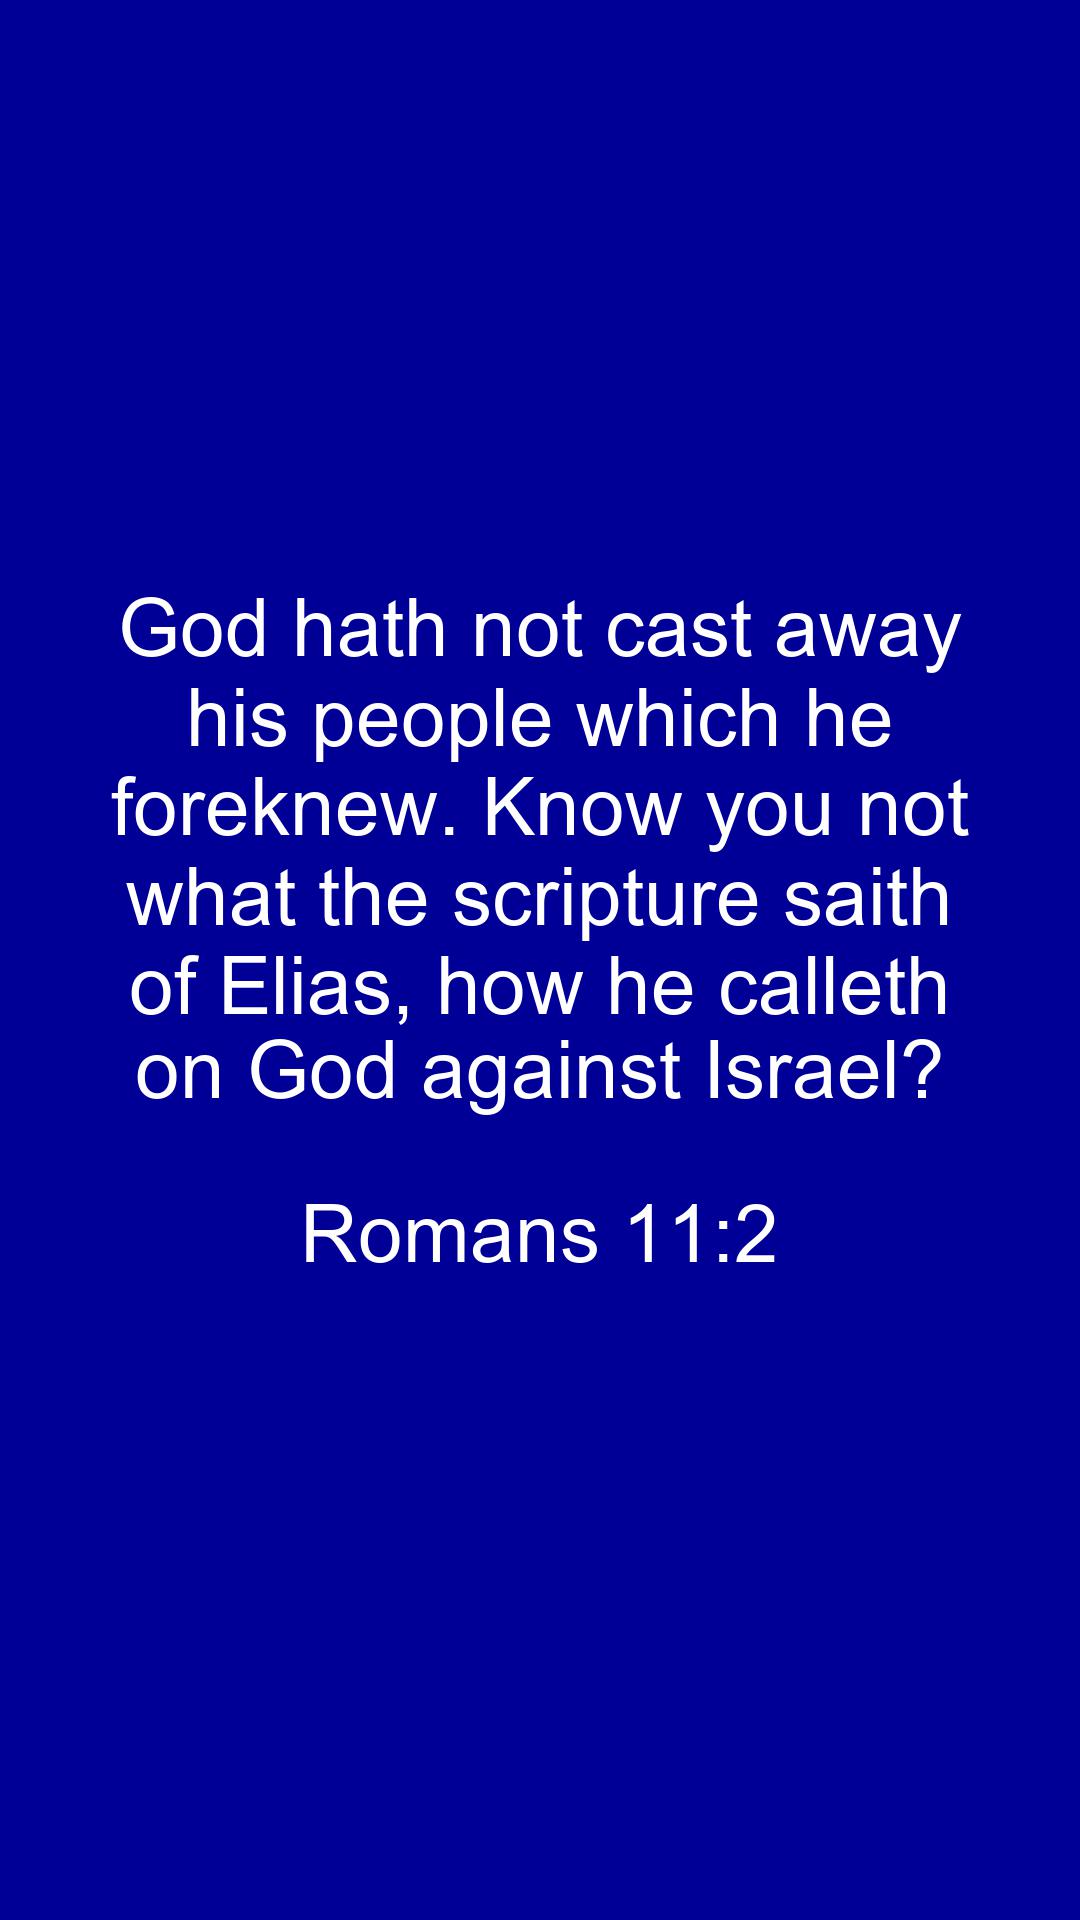 God hath not cast away
his people which he
foreknew. Know you not
what the scripture saith
of Elias, how he calleth
on God against Israel?
Romans 11:2